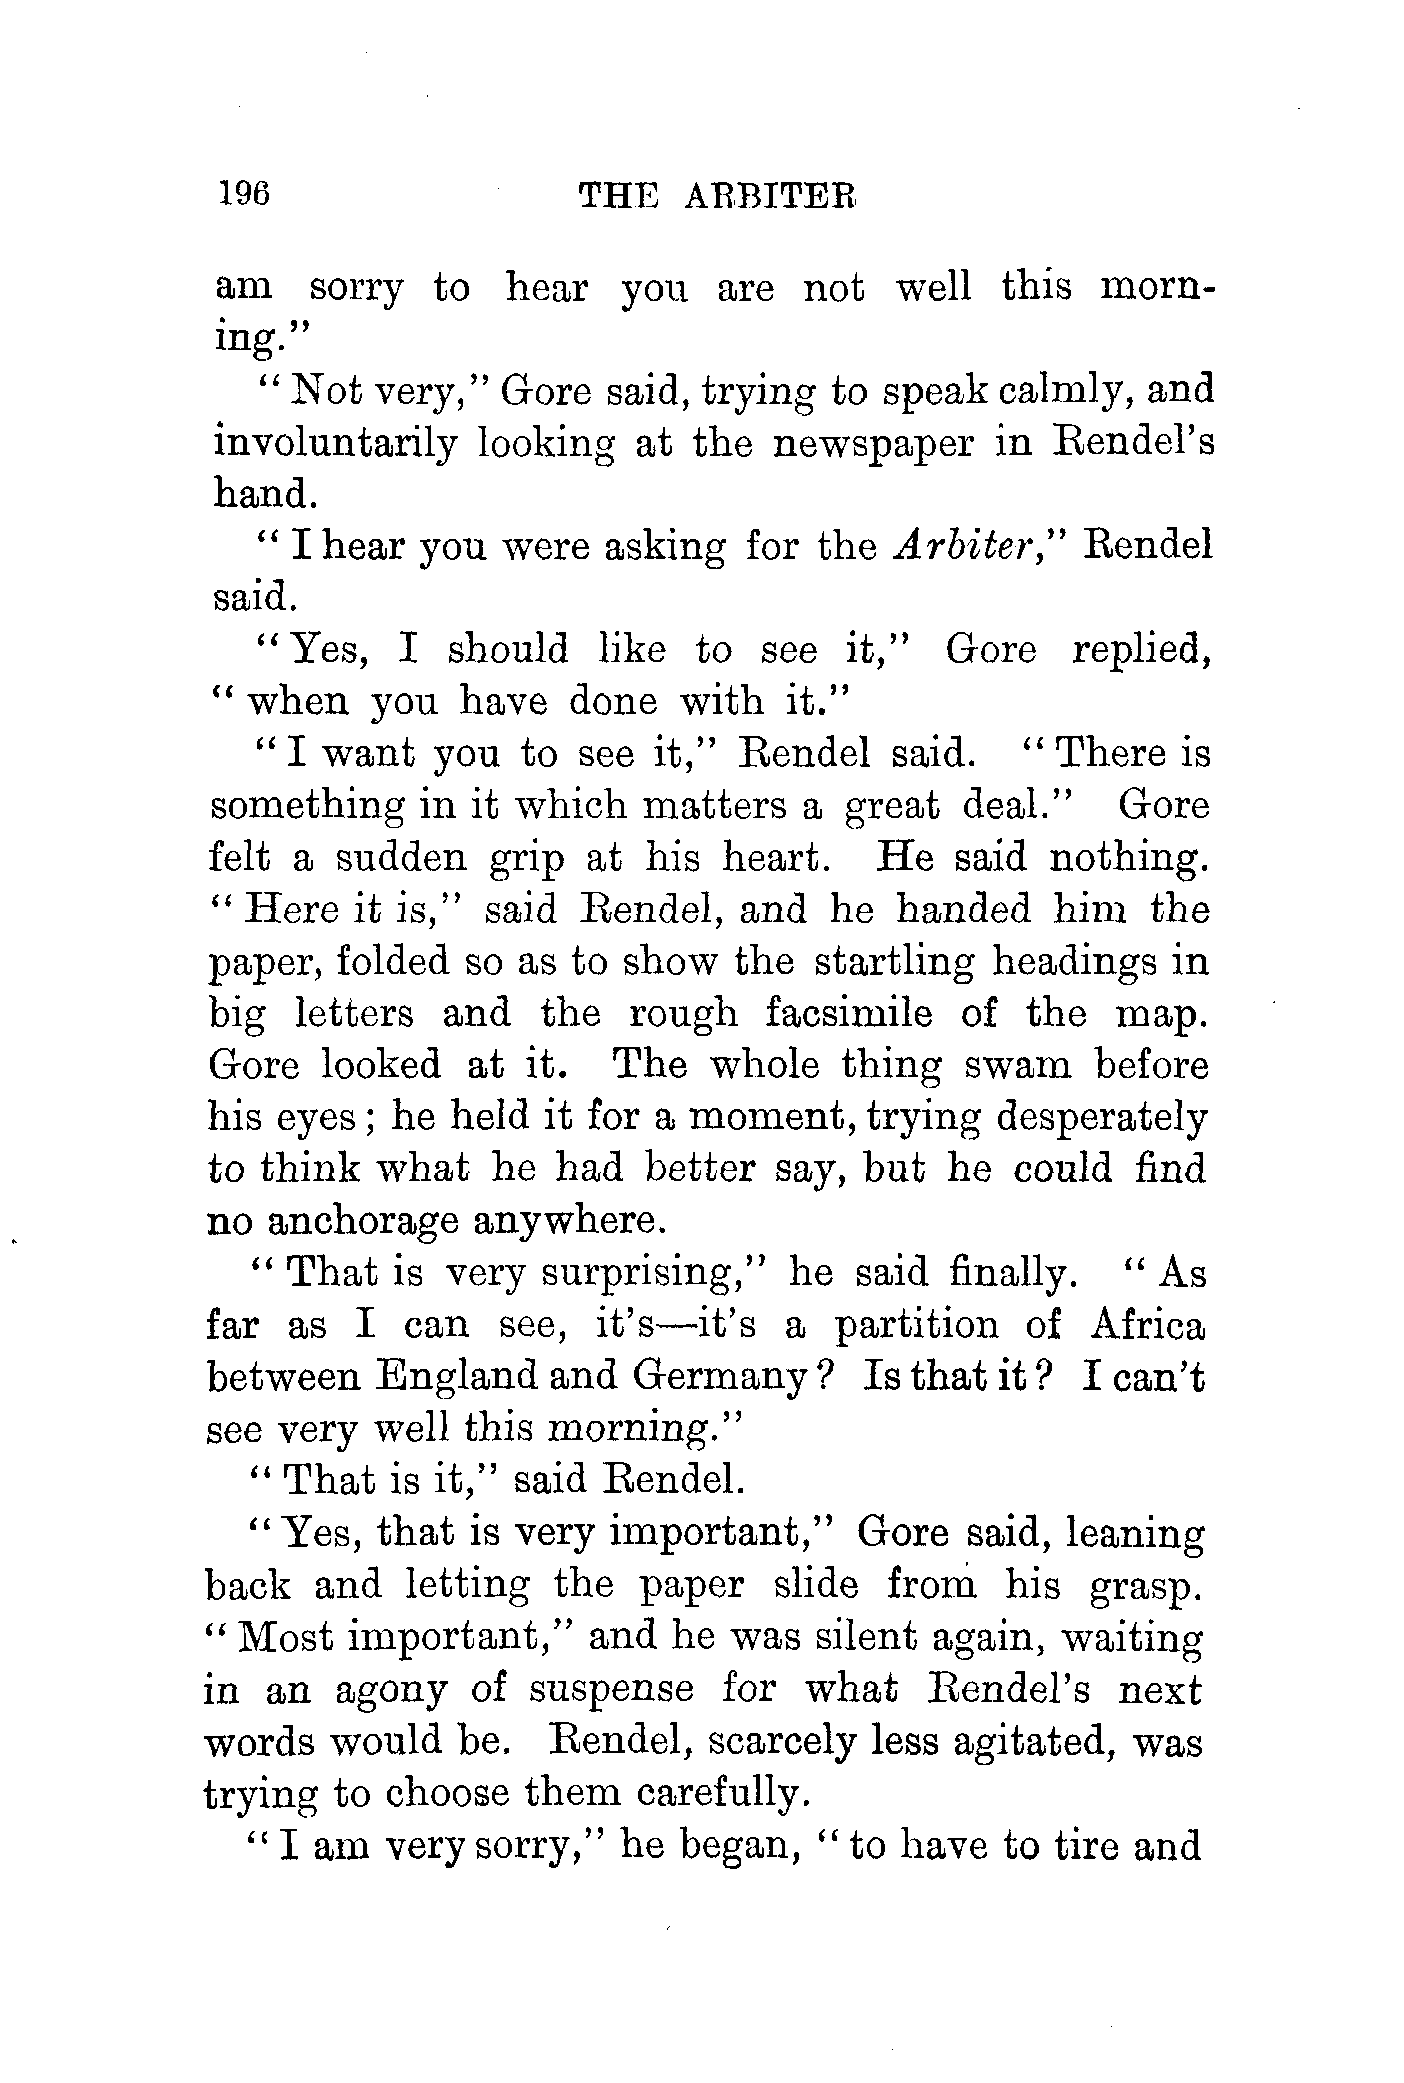 196 THE ARBITER
am sorry to hear you are not well this morn-
ing."
"Not very," Gore said, trying to speak calmly, and
involuntarily looking at the newspaper in Rendel's
hand.
"I hear you were asking for the Arbiter," Rendel
said.
"Yes, I should like to see it," Gore replied,
"when you have done with it."
"I want you to see it," Rendel said. "There is
something in it which matters a great deal." Gore
felt a sudden grip at his heart. He said nothing.
"Here it is," said Rendel, and he handed him the
paper, folded so as to show the startling headings in
big letters and the rough facsimile of the map.
Gore looked at it. The whole thing swam before
his eyes; he held it for a moment, trying desperately
to think what he had better say, but he could find
no anchorage anywhere.
"That is very surprising," he said finally. "As
far as I can see, it's—it's a partition of Africa
between England and Germany? Is that it? I can't
see very well this morning."
"That is it," said Rendel.
"Yes, that is very important," Gore said, leaning
back and letting the paper slide from his grasp.
"Most important," and he was silent again, waiting
in an agony of suspense for what Rendel's next
words would be. Rendel, scarcely less agitated, was
trying to choose them carefully.
"I am very sorry," he began, "to have to tire and